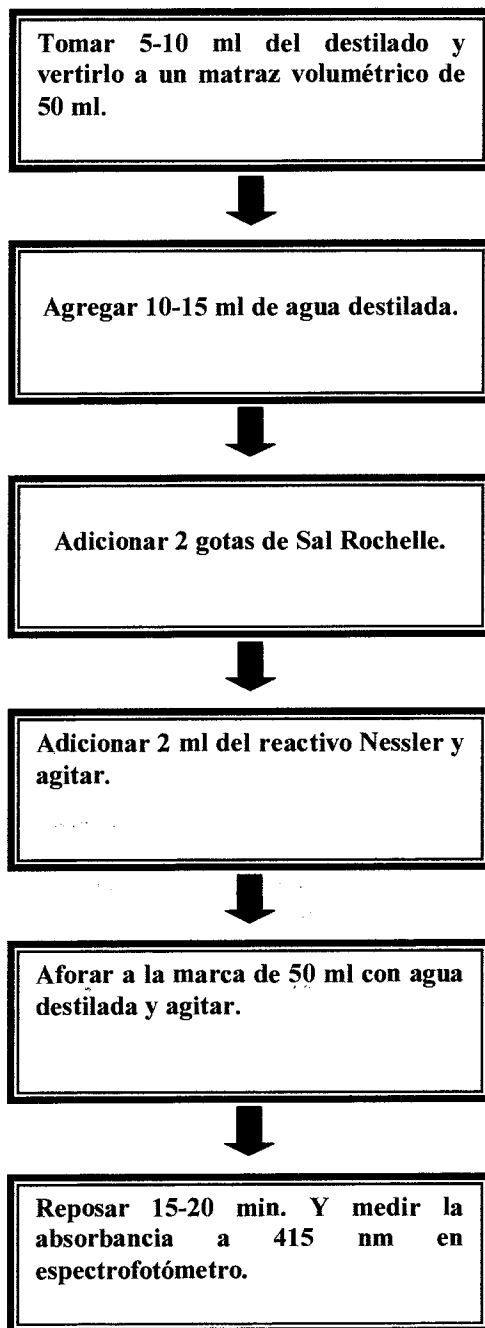 Tomar 5-10 ml del destilado y
vertirlo a un matraz volumétrico de
50 ml.
Agregar 10-15 ml de agua destilada.
Adicionar 2 gotas de Sal Rochelle.
Adicionar 2 ml del reactivo Nessler y
agitar.
Aforar a la marca de 50 ml con agua
destilada y agitar.
Reposar 15-20 min. Y medir la
absorbancia a 415 nm en
espectrofotómetro.